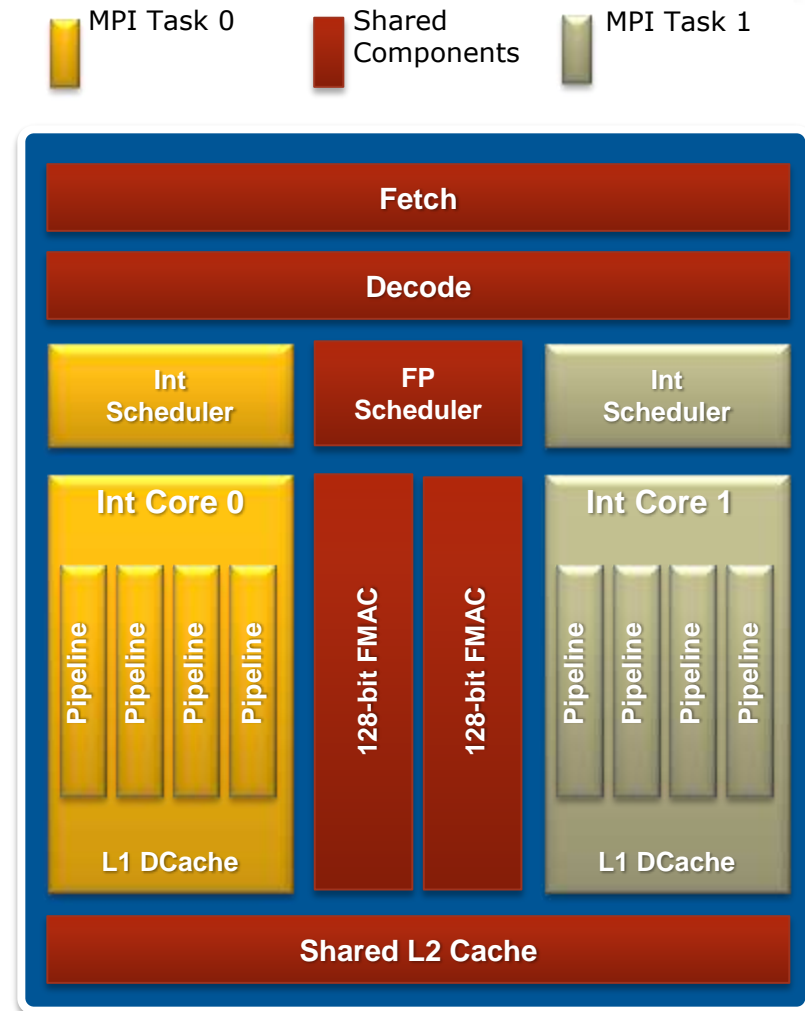 MPI Task 0
Shared
Components
MPI Task 1
Fetch
Decode
Int
Scheduler
FP
Scheduler
Int
Scheduler
Int Core 0
Pipeline
Pipeline
Pipeline
Pipeline
L1 DCache
128-bit FMAC
128-bit FMAC
Int Core 1
Pipeline
Pipeline
Pipeline
Pipeline
L1 DCache
Shared L2 Cache